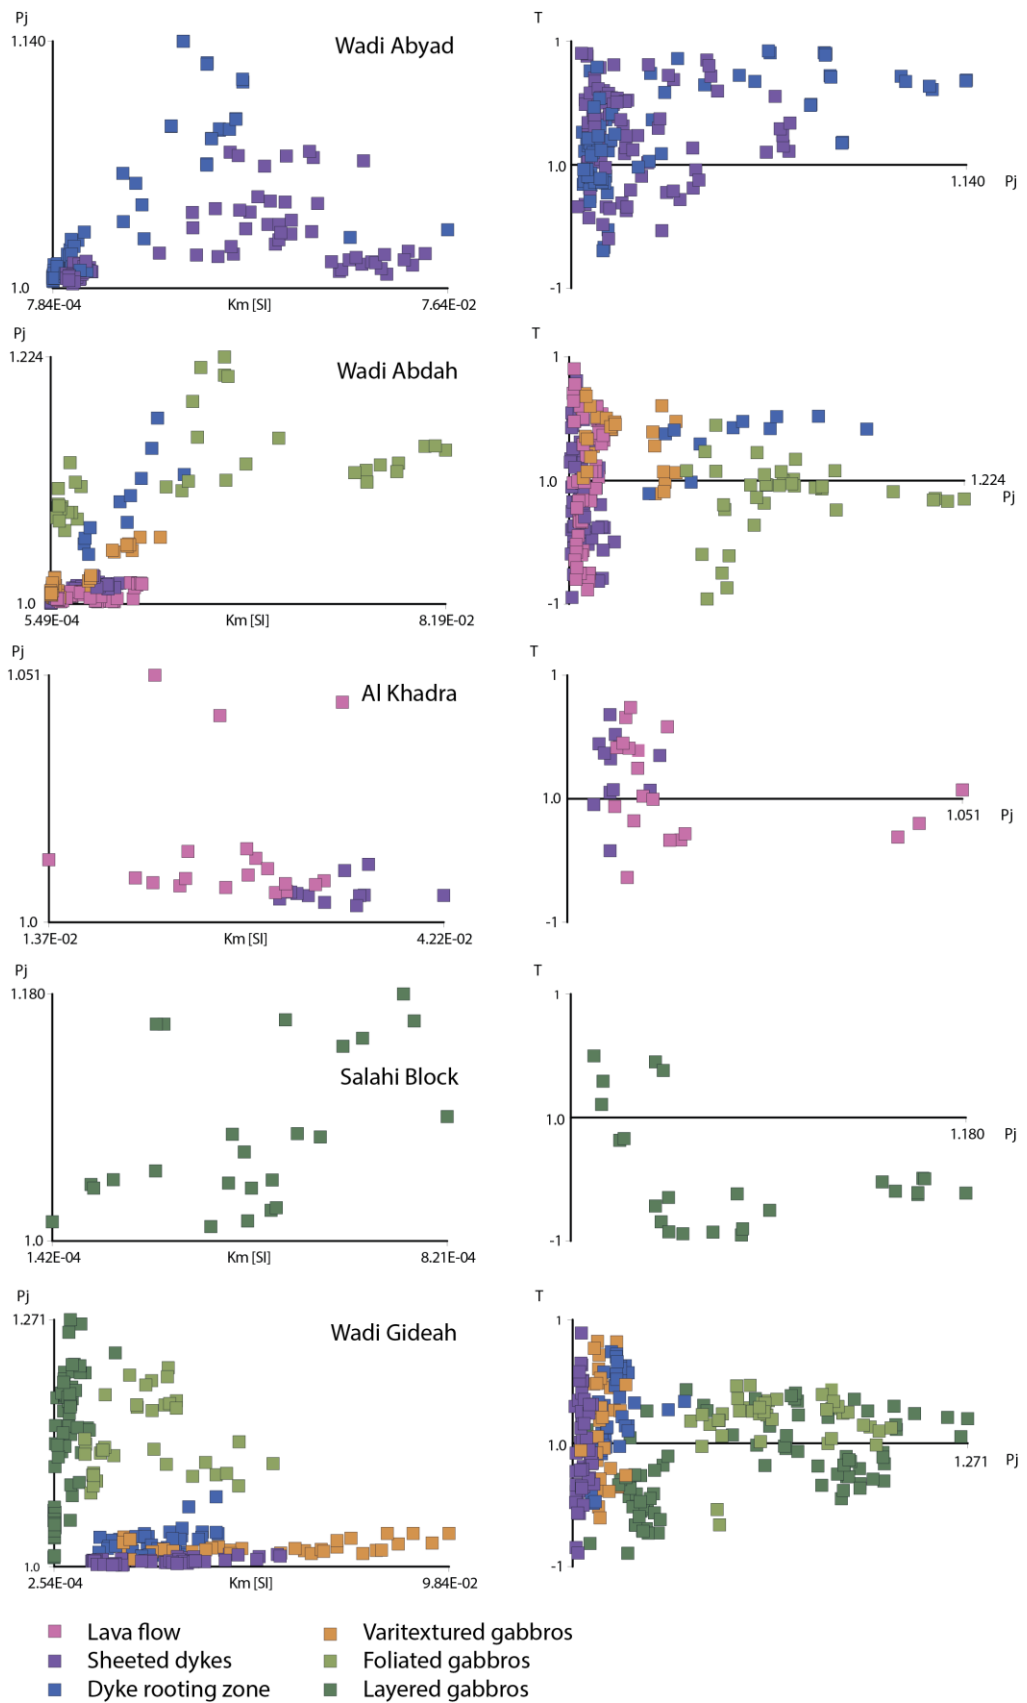 Pj
T
1.140
Wadi Abyad
1
1.0
1.140
Pj
1.0
-1
7.84E-04
Km [SI]
7.64E-02
Pj
T
1.224
Wadi Abdah
1
1.0
1.224
Pj
1.0
-1
5.49E-04
Km [SI]
8.19E-02
Pj
T
1.051
Al Khadra
1
1.0
1.051
Pj
1.0
-1
1.37E-02
Km [SI]
4.22E-02
Pj
T
1.180
1
Salahi Block
1.0
1.180
Pj
1.0
-1
1.42E-04
Km [SI]
8.21E-04
Pj
T
1.271
Wadi Gideah
1
1.0
1.271
Pj
1.0
-1
2.54E-04
Km [SI]
9.84E-02
Lava flow
Varitextured gabbros
Sheeted dykes
Foliated gabbros
Dyke rooting zone
Layered gabbros